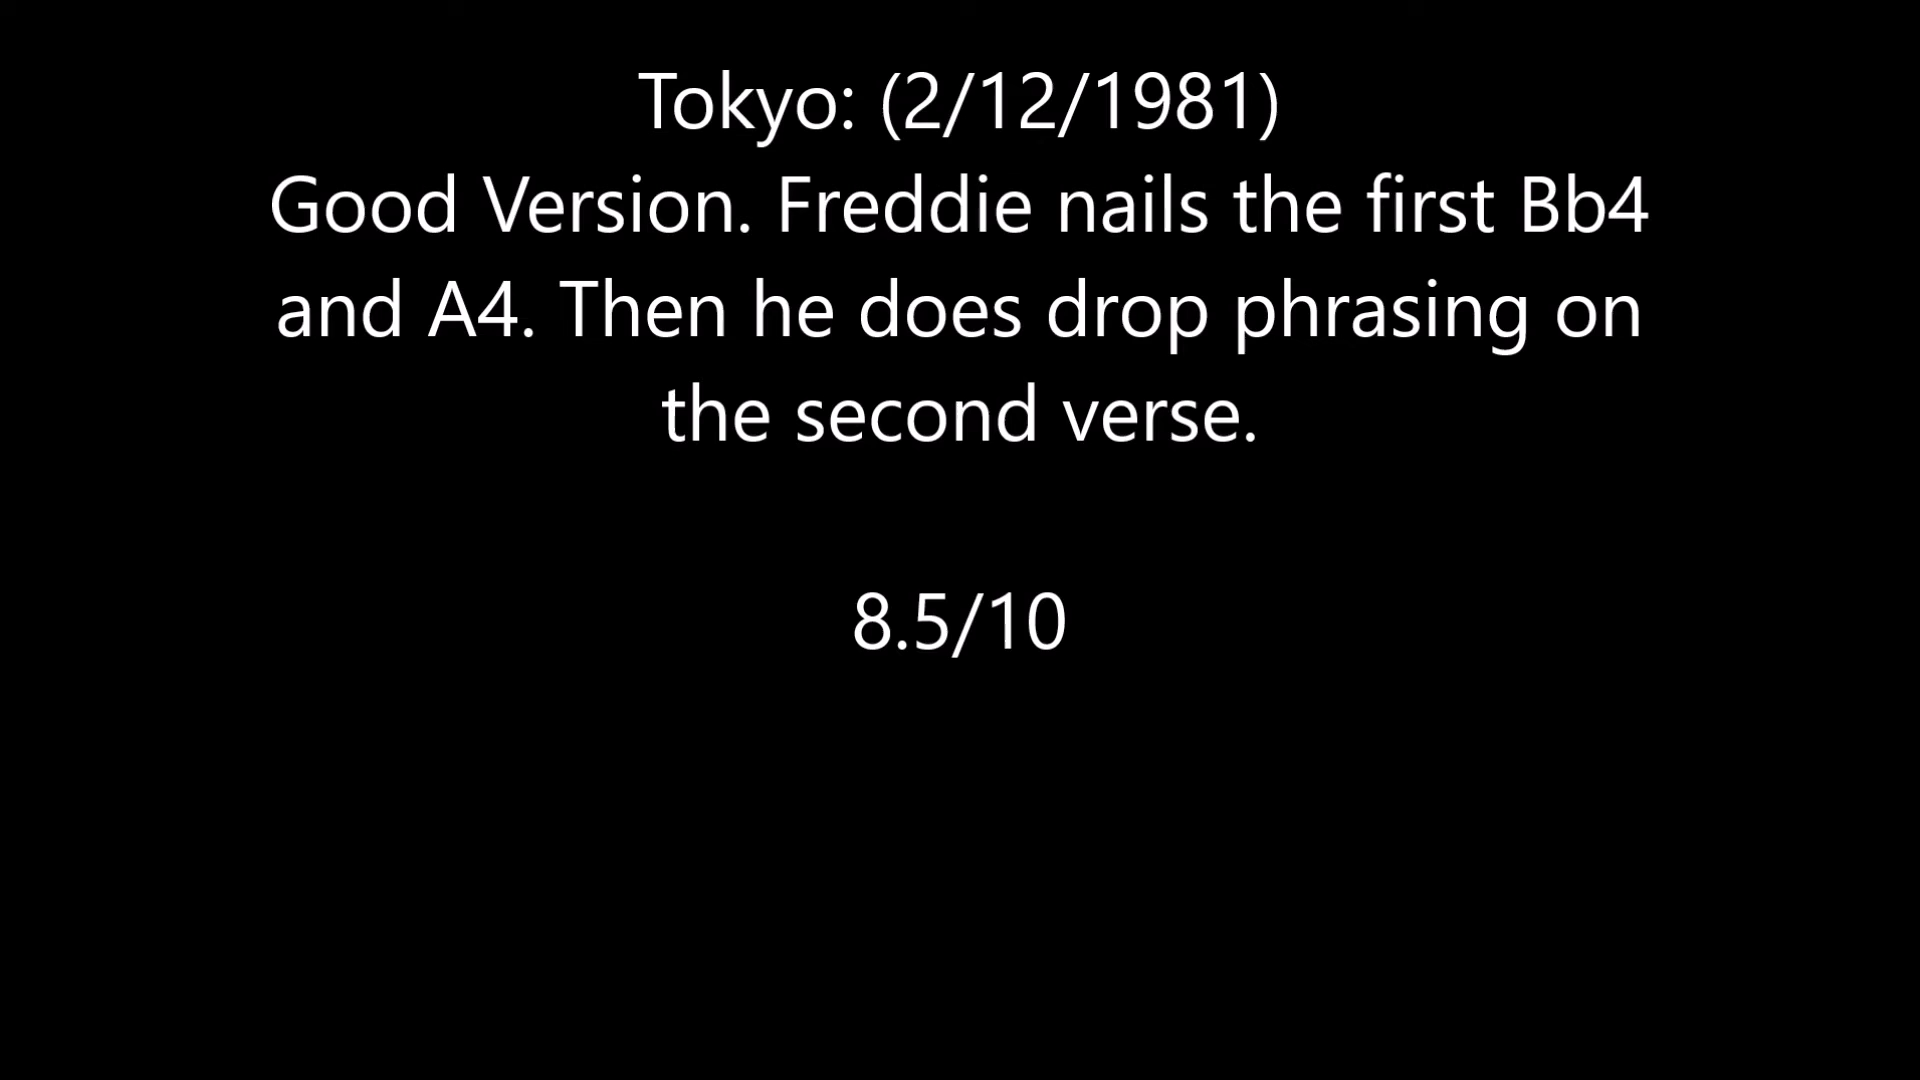 Tokyo: (2/12/1981)
Good Version. Freddie nails the first Bb4
and A4. Then he does drop phrasing on
the second verse.
8.5/10